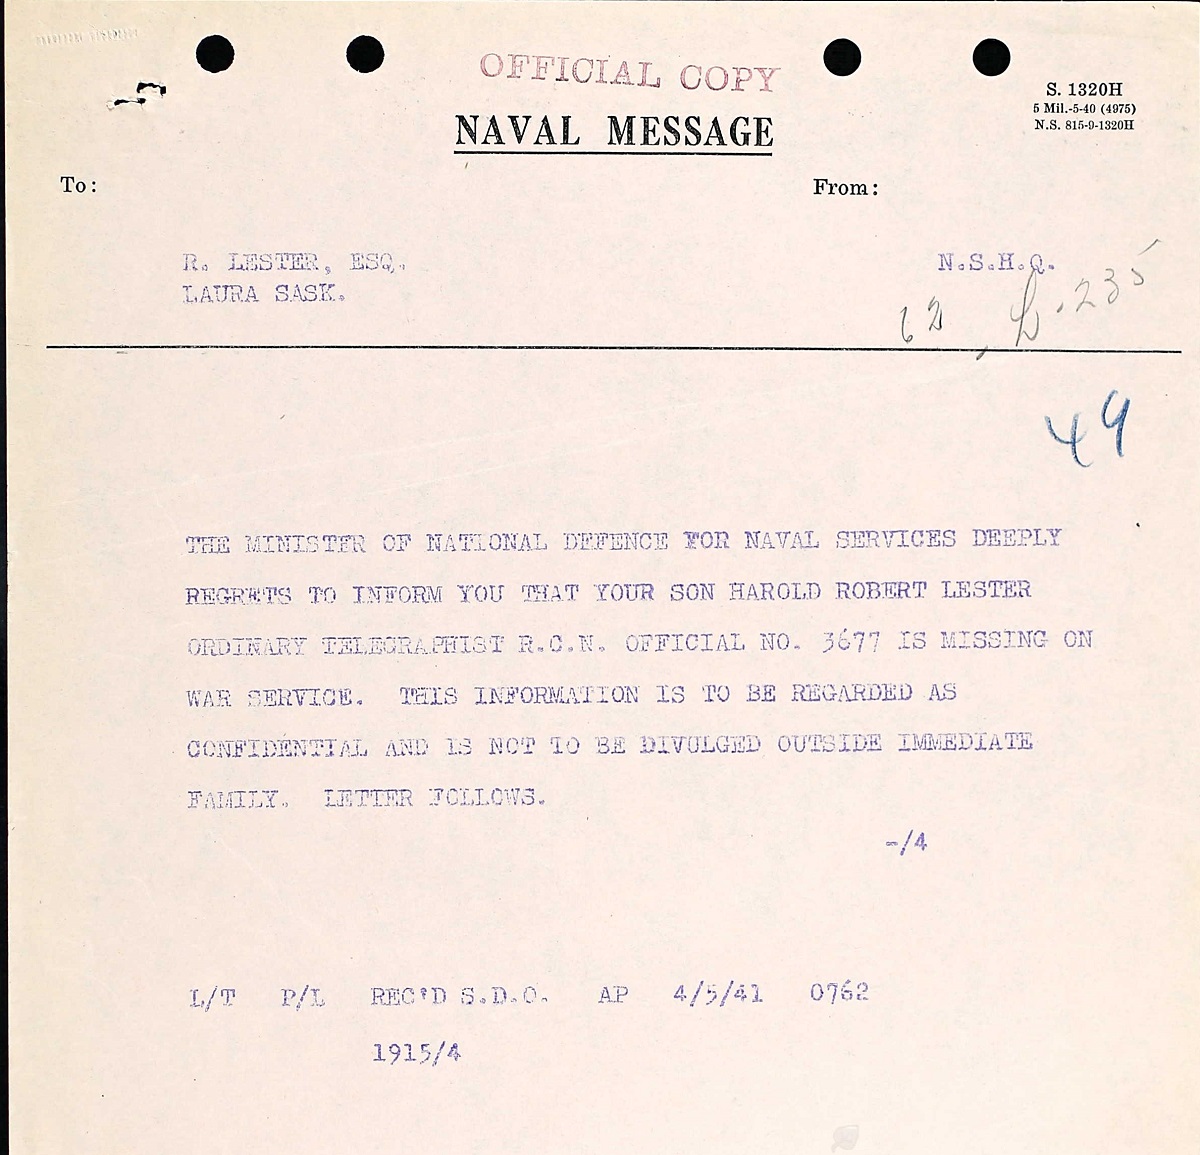 OFFICIAL COPY
NAVAL MESSAGE
S. 1320H
5 Mil.-5-40 (4975)
N.S. 815-9-1320H
To:
From:
R. LESTER, ESQ.
LAURA SASK.
N.S.H.Q.
62 D.235
49
THE MINISTER OF NATIONAL DEFENCE FOR NAVAL SERVICES DEEPLY
REGRETS TO INFORM YOU THAT YOUR SON HAROLD ROBERT LESTER
ORDINARY TELEGRAPHIST R.C.N. OFFICIAL NO. 3677 IS MISSING ON
WAR SERVICE. THIS INFORMATION IS TO BE REGARDED AS
CONFIDENTIAL AND IS NOT TO BE DIVULGED OUTSIDE IMMEDIATE
FAMILY. LETTER FOLLOWS.
-/4
L/T P/L REC'D S.D.O. AP 4/5/41 0762
1915/4